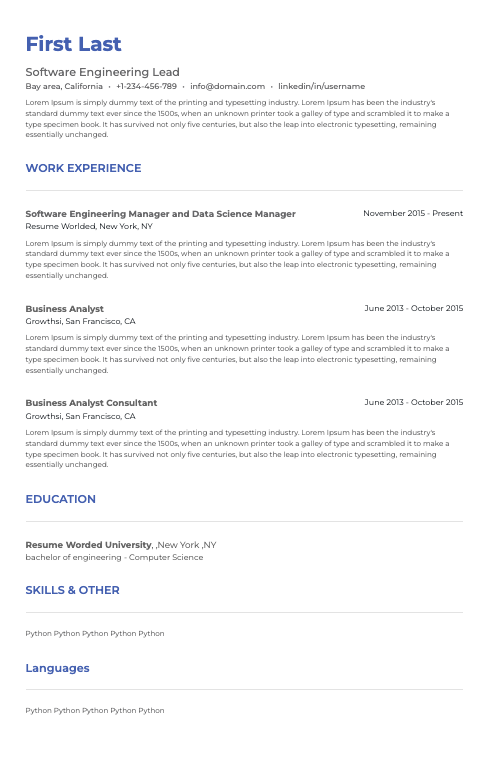 First Last
Software Engineering Lead
Bay area, California • +1-234-456-789 • info@domain.com • linkedin/in/username
Lorem Ipsum is simply dummy text of the printing and typesetting industry. Lorem Ipsum has been the industry's
standard dummy text ever since the 1500s, when an unknown printer took a galley of type and scrambled it to make a
type specimen book. It has survived not only five centuries, but also the leap into electronic typesetting, remaining
essentially unchanged.
WORK EXPERIENCE
Software Engineering Manager and Data Science Manager November 2015 - Present
Resume Worlded, New York, NY
Lorem Ipsum is simply dummy text of the printing and typesetting industry. Lorem Ipsum has been the industry's
standard dummy text ever since the 1500s, when an unknown printer took a galley of type and scrambled it to make a
type specimen book. It has survived not only five centuries, but also the leap into electronic typesetting, remaining
essentially unchanged.
Business Analyst June 2013 - October 2015
Growthsi, San Francisco, CA
Lorem Ipsum is simply dummy text of the printing and typesetting industry. Lorem Ipsum has been the industry's
standard dummy text ever since the 1500s, when an unknown printer took a galley of type and scrambled it to make a
type specimen book. It has survived not only five centuries, but also the leap into electronic typesetting, remaining
essentially unchanged.
Business Analyst Consultant June 2013 - October 2015
Growthsi, San Francisco, CA
Lorem Ipsum is simply dummy text of the printing and typesetting industry. Lorem Ipsum has been the industry's
standard dummy text ever since the 1500s, when an unknown printer took a galley of type and scrambled it to make a
type specimen book. It has survived not only five centuries, but also the leap into electronic typesetting, remaining
essentially unchanged.
EDUCATION
Resume Worded University, ,New York ,NY
bachelor of engineering - Computer Science
SKILLS & OTHER
Python Python Python Python Python
Languages
Python Python Python Python Python